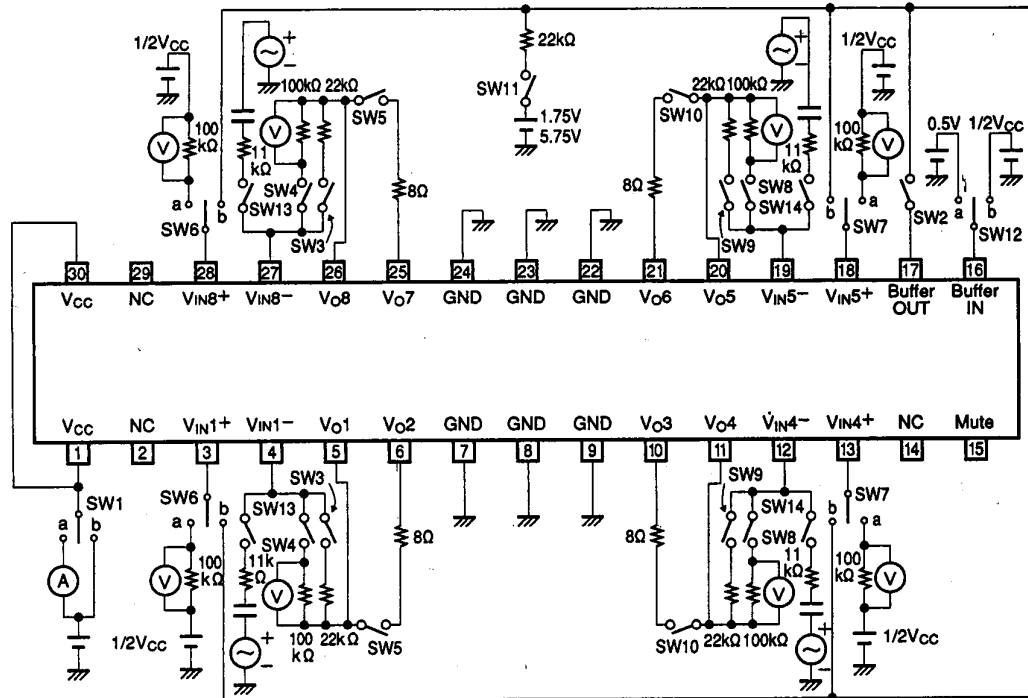 1/2VCC
22kΩ
1/2VCC
100kΩ 22kΩ
SW5
SW11
1.75V
5.75V
22kΩ 100kΩ
SW10
0.5V
1/2VCC
V
100
kΩ
V
11
kΩ
8Ω
8Ω
V
11
kΩ
100
kΩ
V
a
b
SW6
SW4
SW13
SW3
SW8
SW14
SW9
b
a
SW7
SW2
a
b
SW12
30 29 28 27 26 25 24 23 22 21 20 19 18 17 16
VCC NC VIN8+ VIN8− VO8 VO7 GND GND GND VO6 VO5 VIN5− VIN5+ Buffer OUT Buffer IN
VCC NC VIN1+ VIN1− VO1 VO2 GND GND GND VO3 VO4 VIN4− VIN4+ NC Mute
1 2 3 4 5 6 7 8 9 10 11 12 13 14 15
SW1
a
b
SW6
a
b
SW13
SW3
SW4
8Ω
8Ω
SW9
SW14
SW8
SW7
b
a
A
V
100
kΩ
11k
Ω
V
11
kΩ
V
100
kΩ
V
1/2VCC
100
kΩ
22kΩ
SW5
SW10
22kΩ 100kΩ
1/2VCC